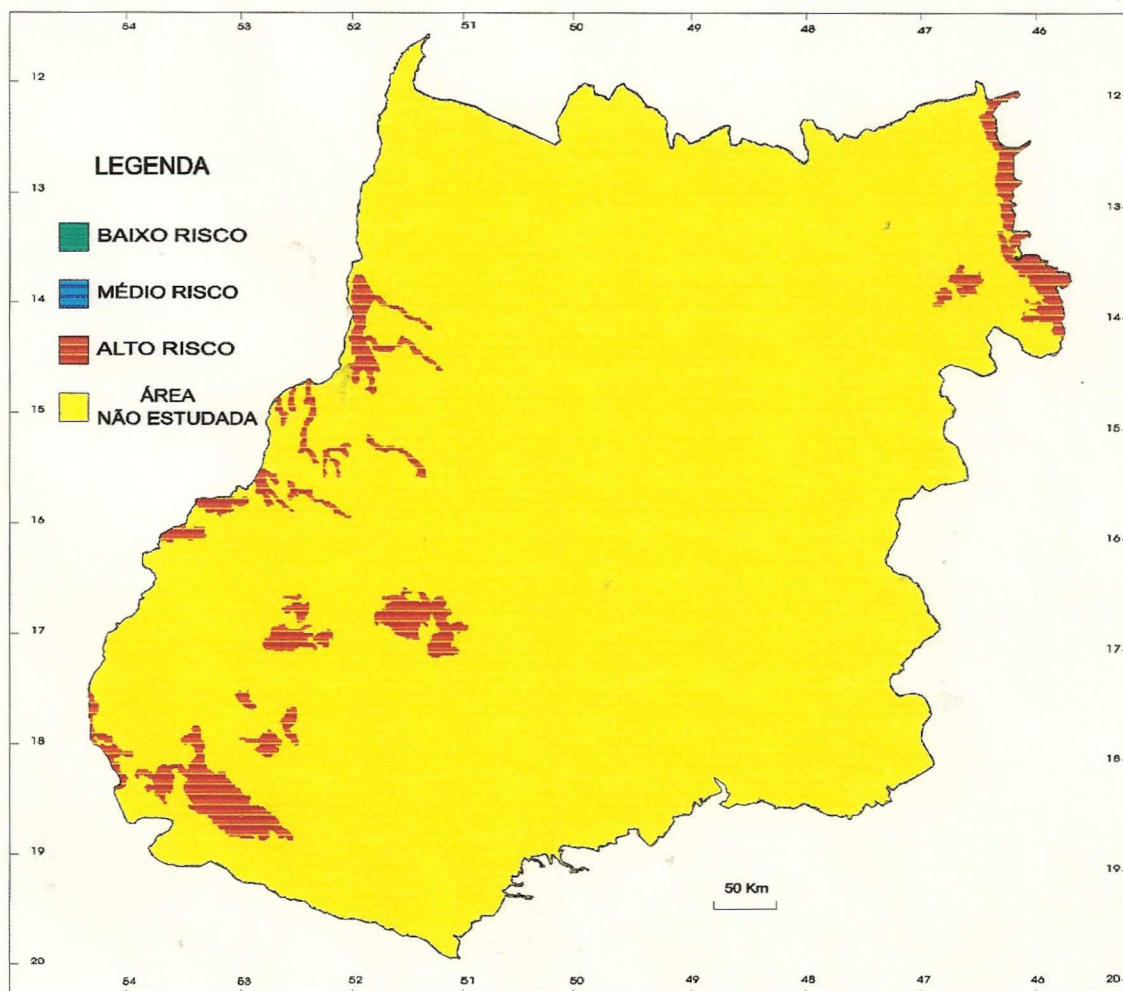 54 53 52 51 50 49 48 47 46
12 12
LEGENDA
13 13
BAIXO RISCO
MÉDIO RISCO
14 14
ALTO RISCO
ÁREA
NÃO ESTUDADA
15 15
16 16
17 17
18 18
19 19
50 Km
20 20
54 53 52 51 50 49 48 47 46